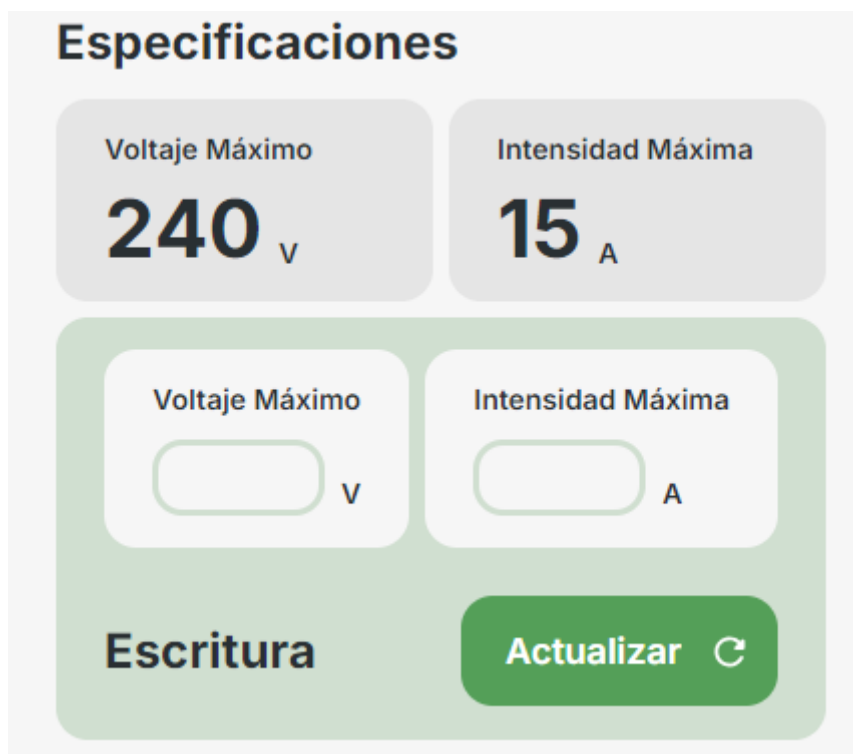 Especificaciones
Voltaje Máximo
240 V
Intensidad Máxima
15 A
Voltaje Máximo
V
Intensidad Máxima
A
Escritura
Actualizar